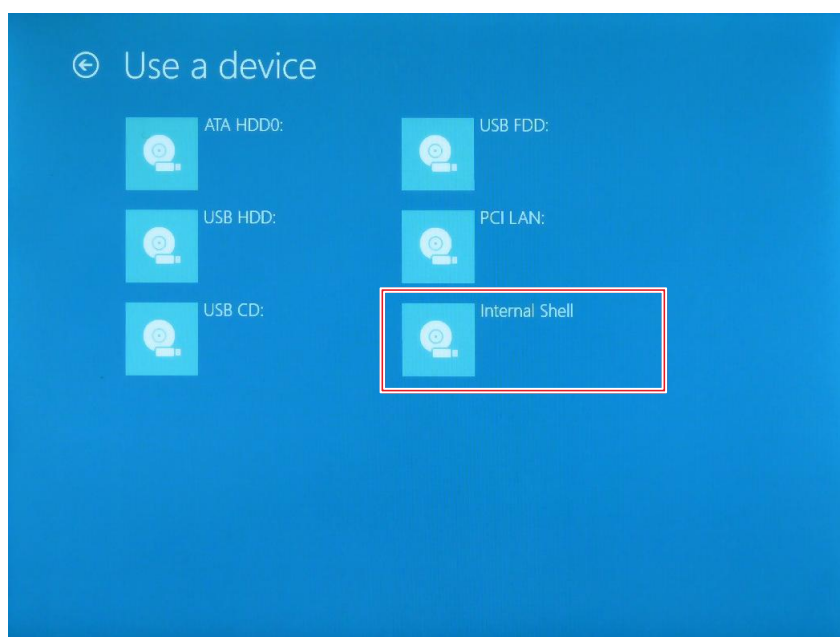 Use a device
ATA HDD0:
USB FDD:
USB HDD:
PCI LAN:
USB CD:
Internal Shell